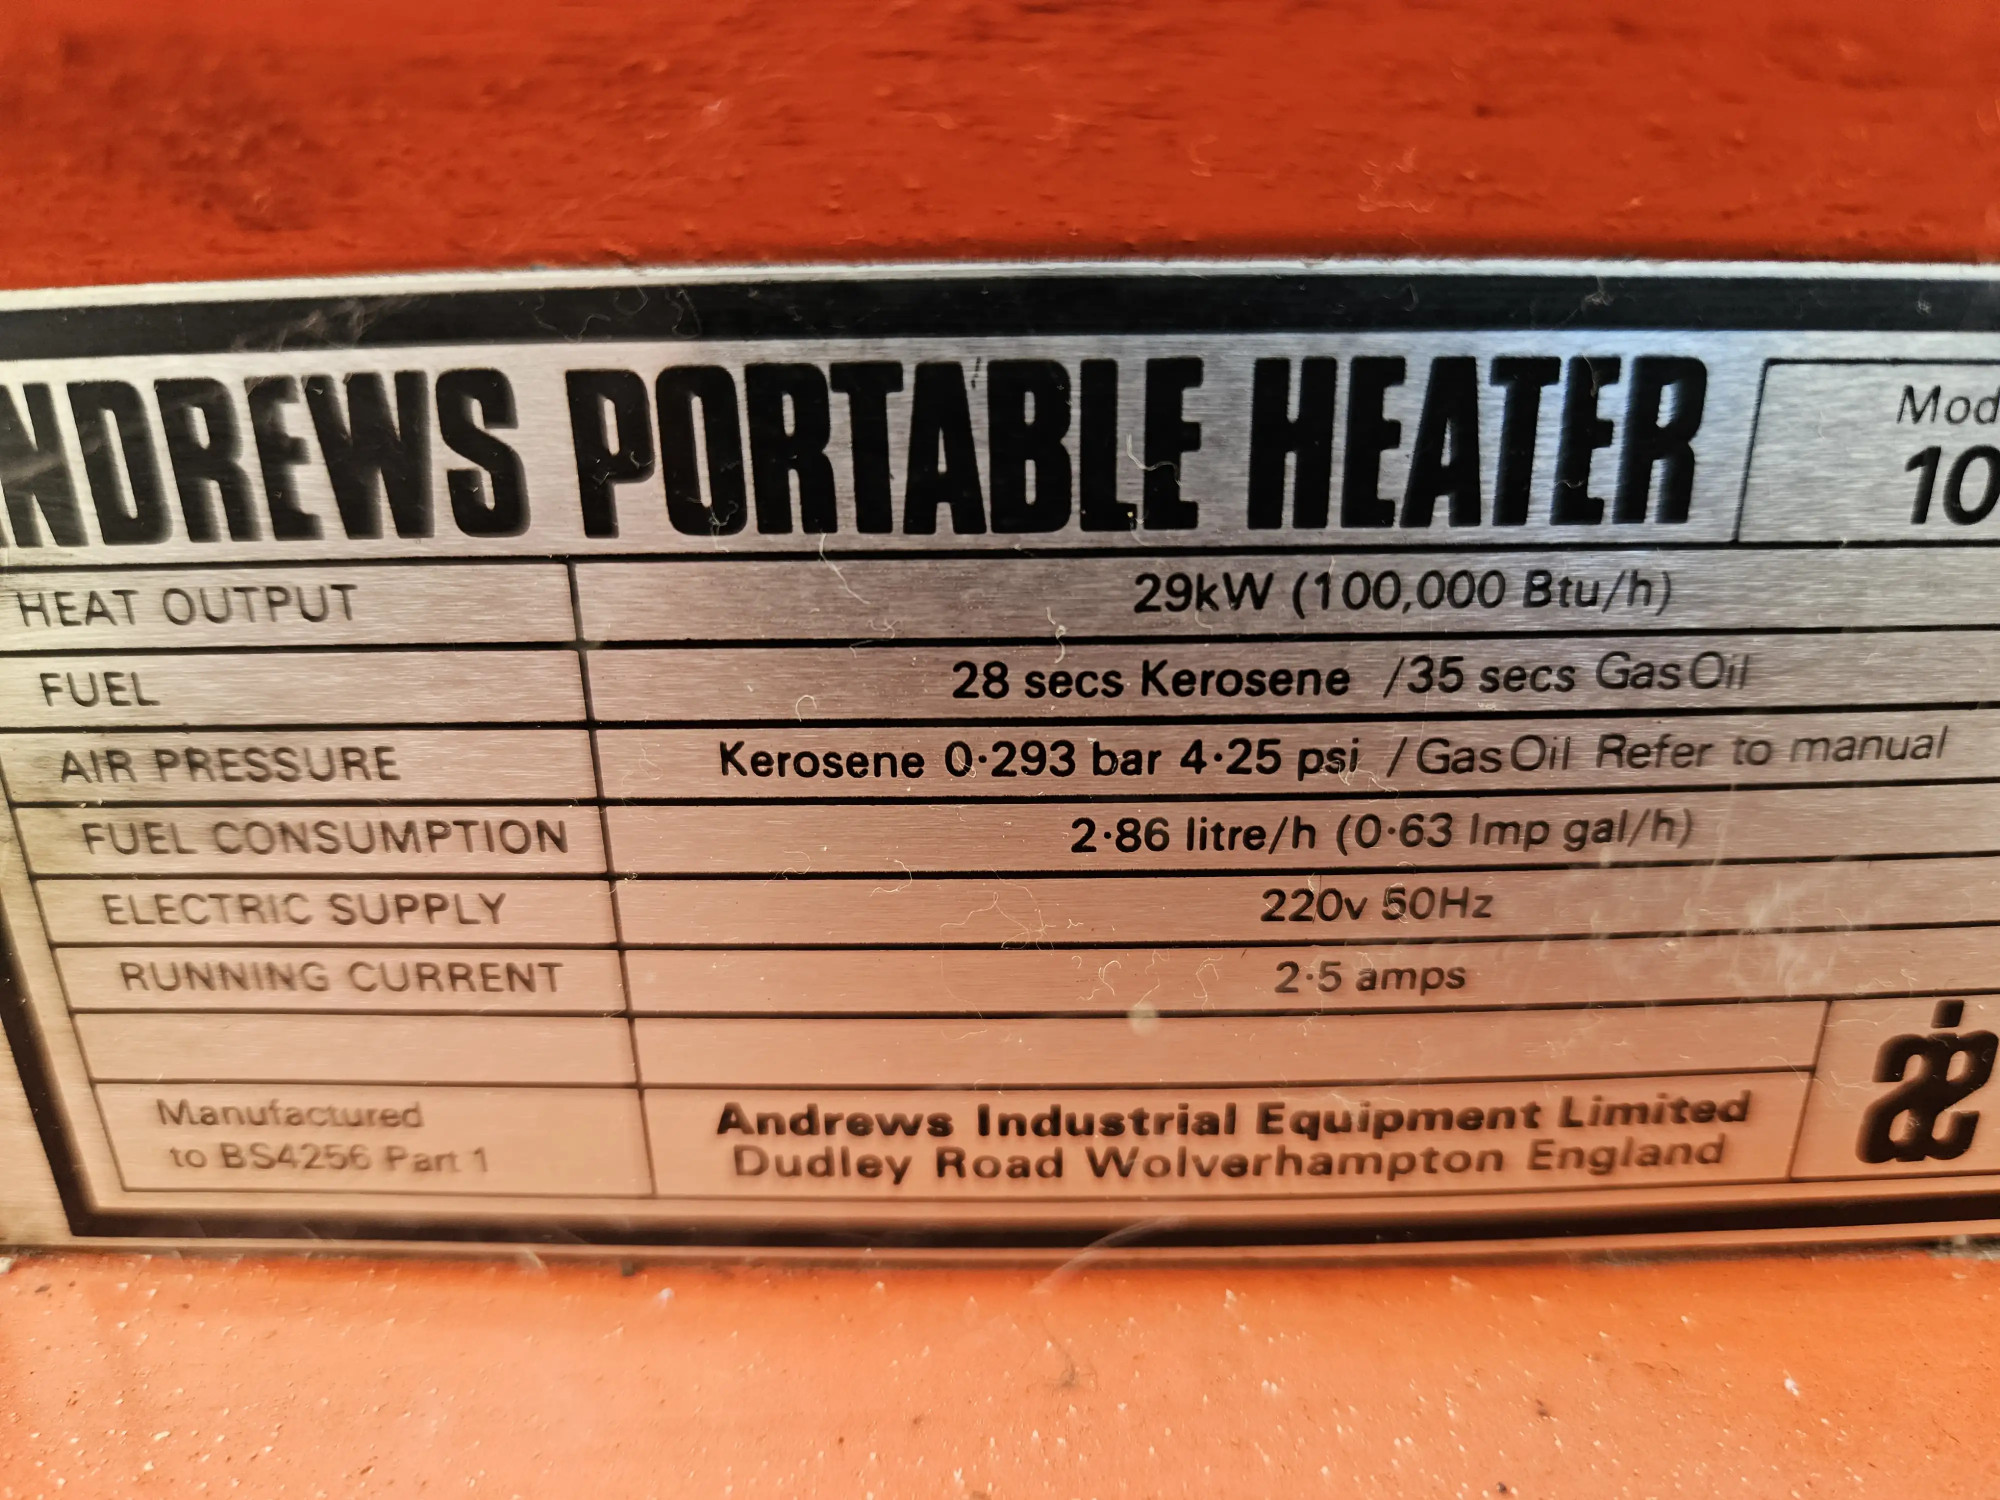 ANDREWS PORTABLE HEATER
Mod
10
HEAT OUTPUT 29kW (100,000 Btu/h)
FUEL 28 secs Kerosene /35 secs Gas Oil
AIR PRESSURE Kerosene 0·293 bar 4·25 psi / Gas Oil Refer to manual
FUEL CONSUMPTION 2·86 litre/h (0·63 Imp gal/h)
ELECTRIC SUPPLY 220v 50Hz
RUNNING CURRENT 2·5 amps
Manufactured
to BS4256 Part 1
Andrews Industrial Equipment Limited
Dudley Road Wolverhampton England